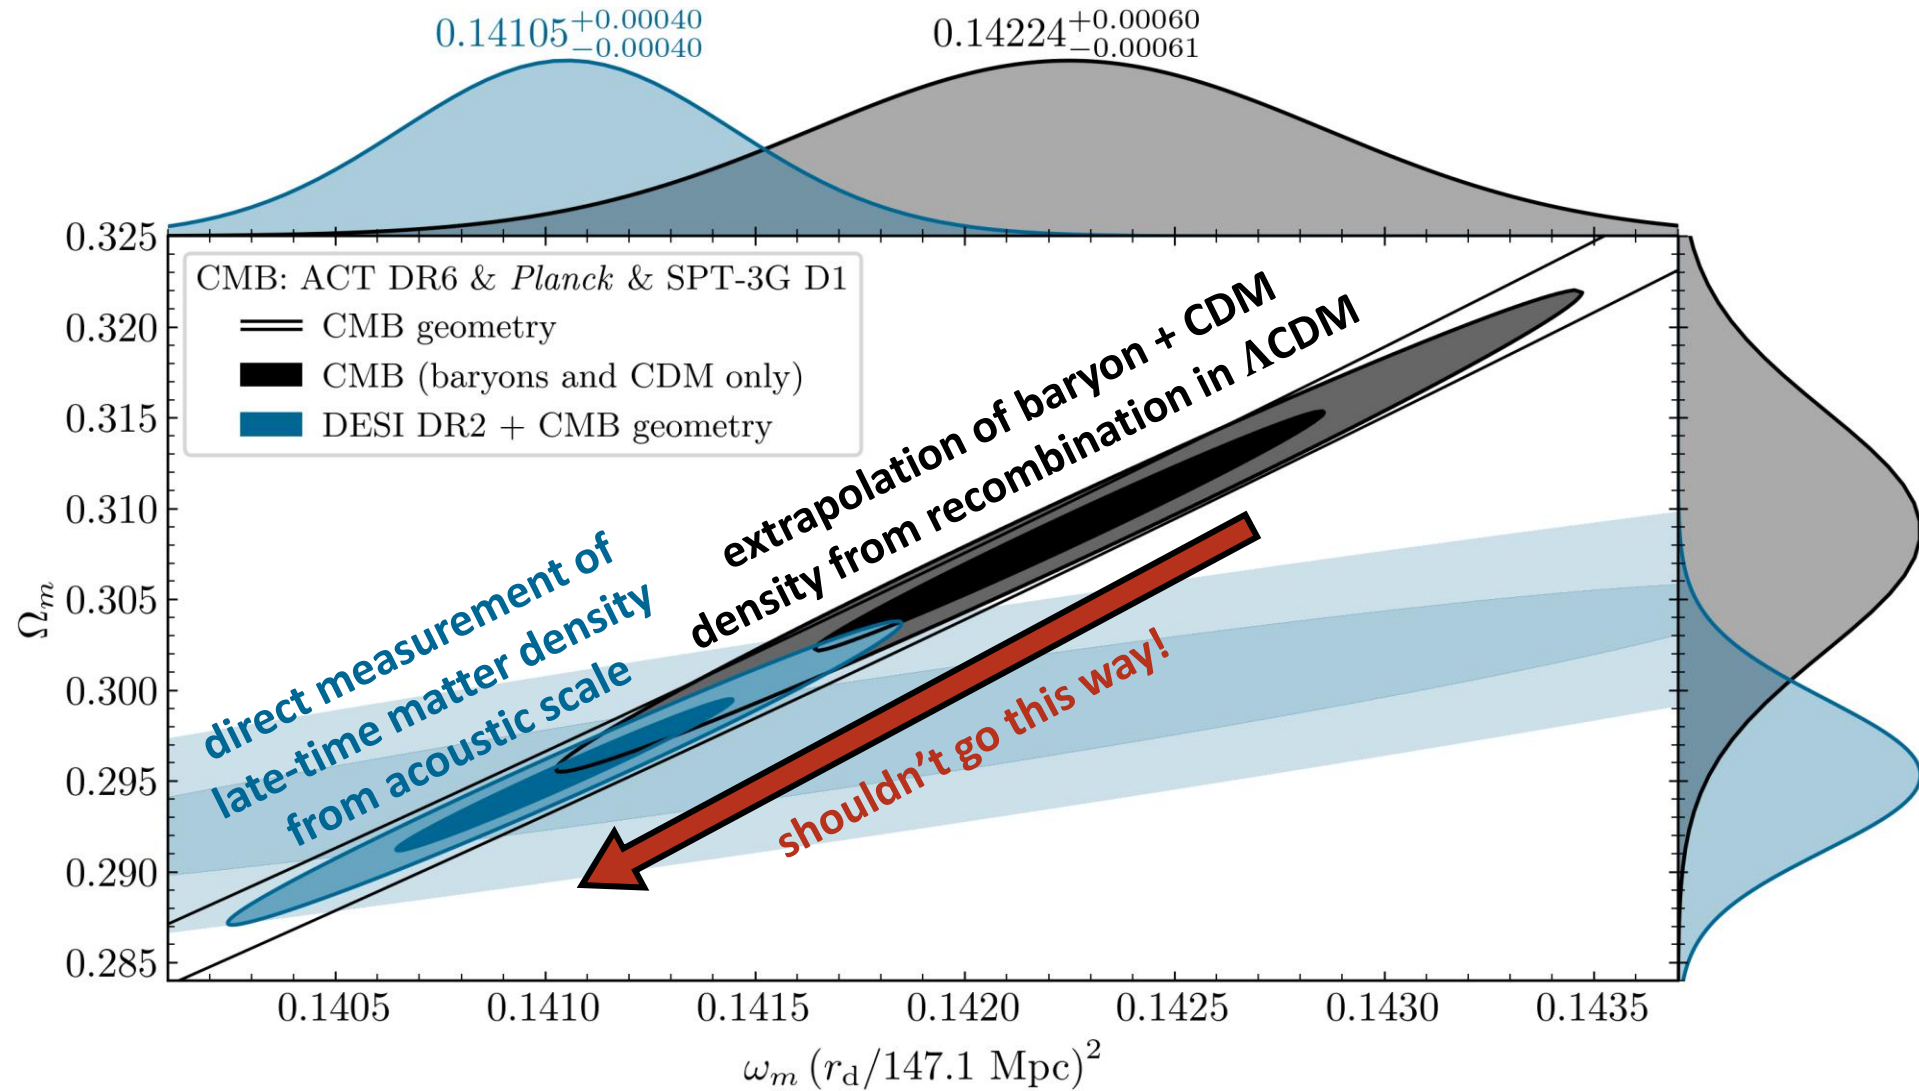 0.14105+0.00040 −0.00040
0.14224+0.00060 −0.00061
CMB: ACT DR6 & Planck & SPT-3G D1
CMB geometry
CMB (baryons and CDM only)
DESI DR2 + CMB geometry
extrapolation of baryon + CDM
density from recombination in ΛCDM
direct measurement of
late-time matter density
from acoustic scale
shouldn't go this way!
0.325
0.320
0.315
0.310
0.305
0.300
0.295
0.290
0.285
Ωm
0.1405 0.1410 0.1415 0.1420 0.1425 0.1430 0.1435
ωm (rd/147.1 Mpc)²